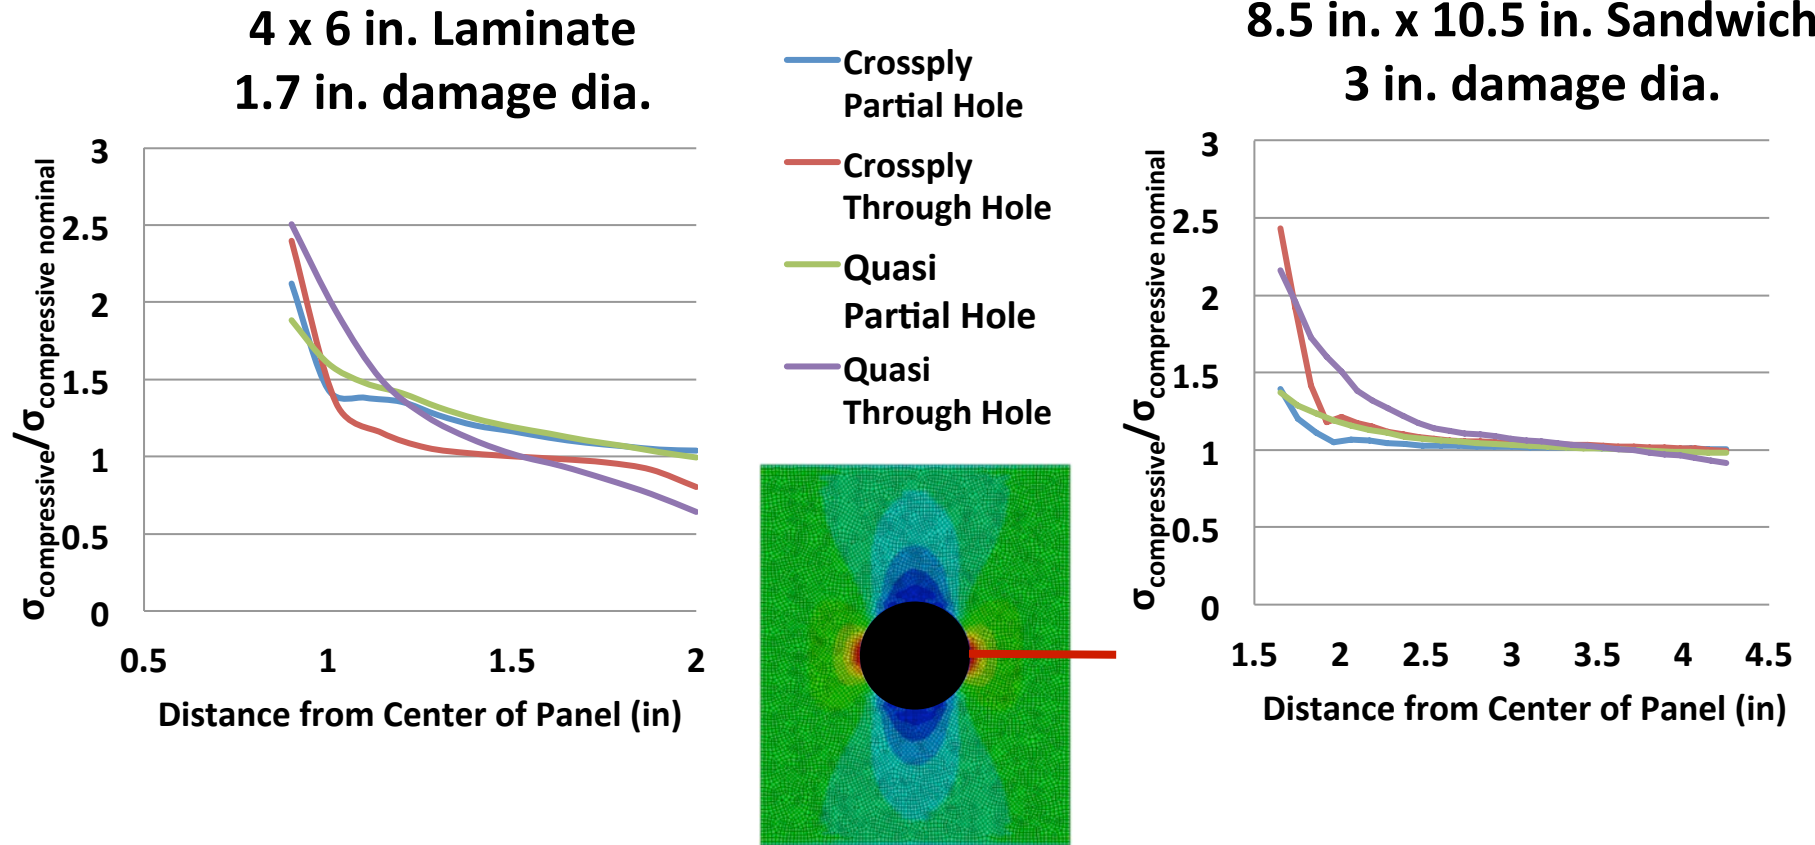 4 x 6 in. Laminate
1.7 in. damage dia.
σcompressive/σcompressive nominal
3
2.5
2
1.5
1
0.5
0
0.5
1
1.5
2
Distance from Center of Panel (in)
Crossply
Partial Hole
Crossply
Through Hole
Quasi
Partial Hole
Quasi
Through Hole
8.5 in. x 10.5 in. Sandwich
3 in. damage dia.
σcompressive/σcompressive nominal
3
2.5
2
1.5
1
0.5
0
1.5
2
2.5
3
3.5
4
4.5
Distance from Center of Panel (in)